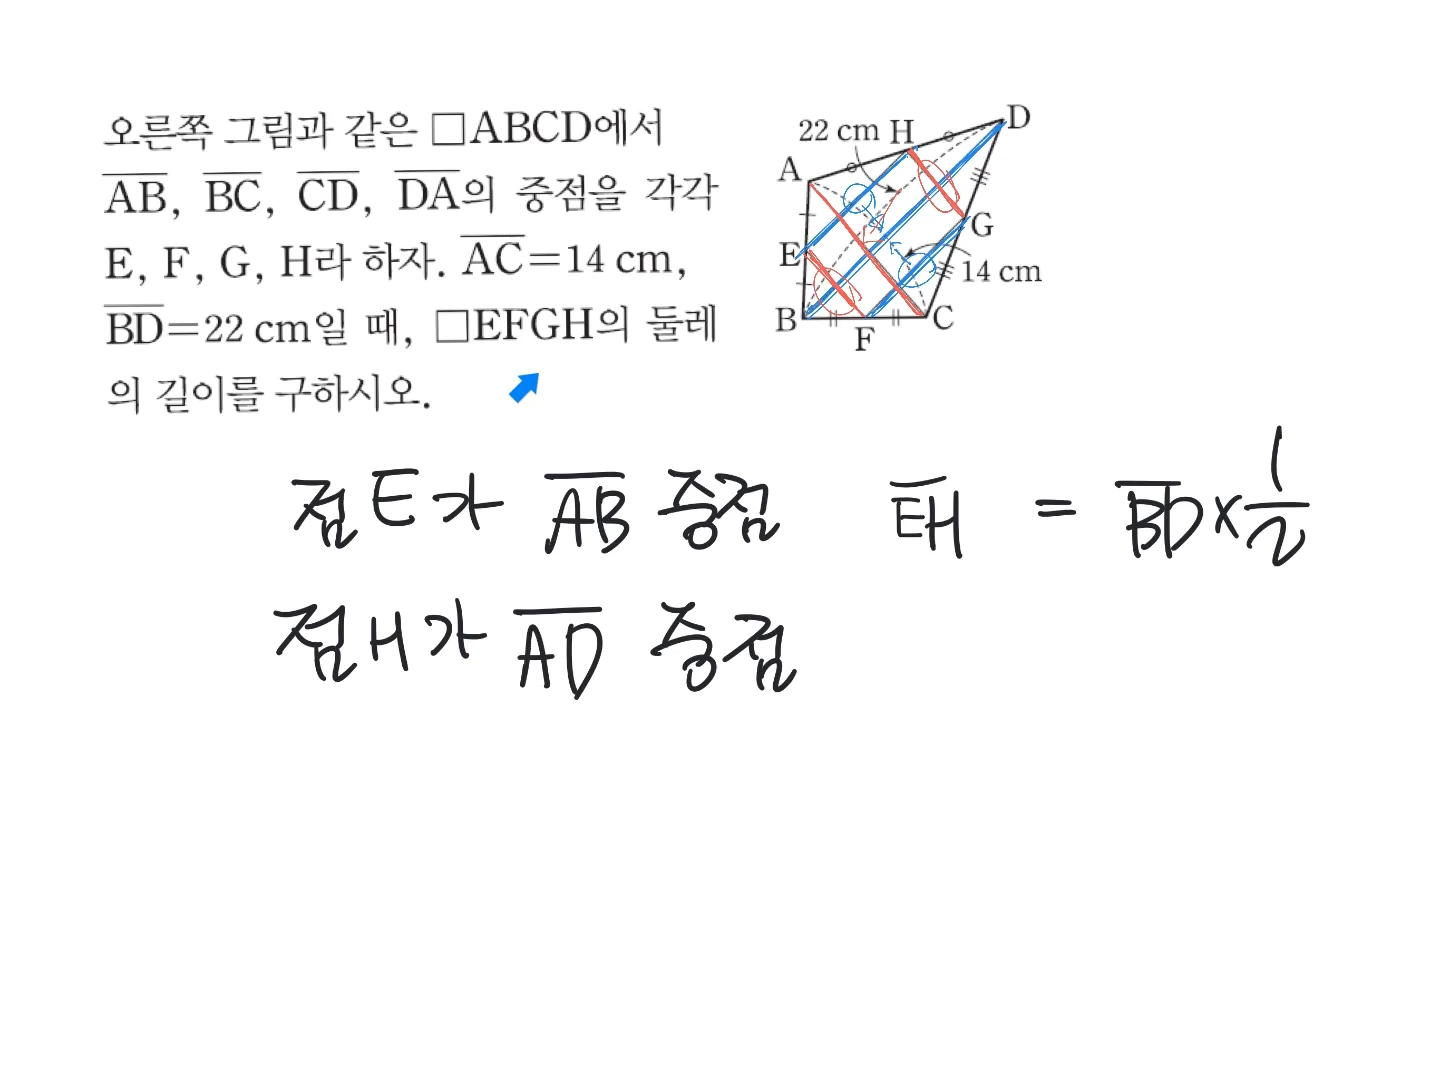 오른쪽 그림과 같은 □ABCD에서
AB, BC, CD, DA의 중점을 각각
E, F, G, H라 하자. AC=14 cm,
BD=22 cm일 때, □EFGH의 둘레
의 길이를 구하시오.
22 cm H D
A
E G
14 cm
B C
F
점 E가 AB 중점 EH = BD×1/2
점 H가 AD 중점